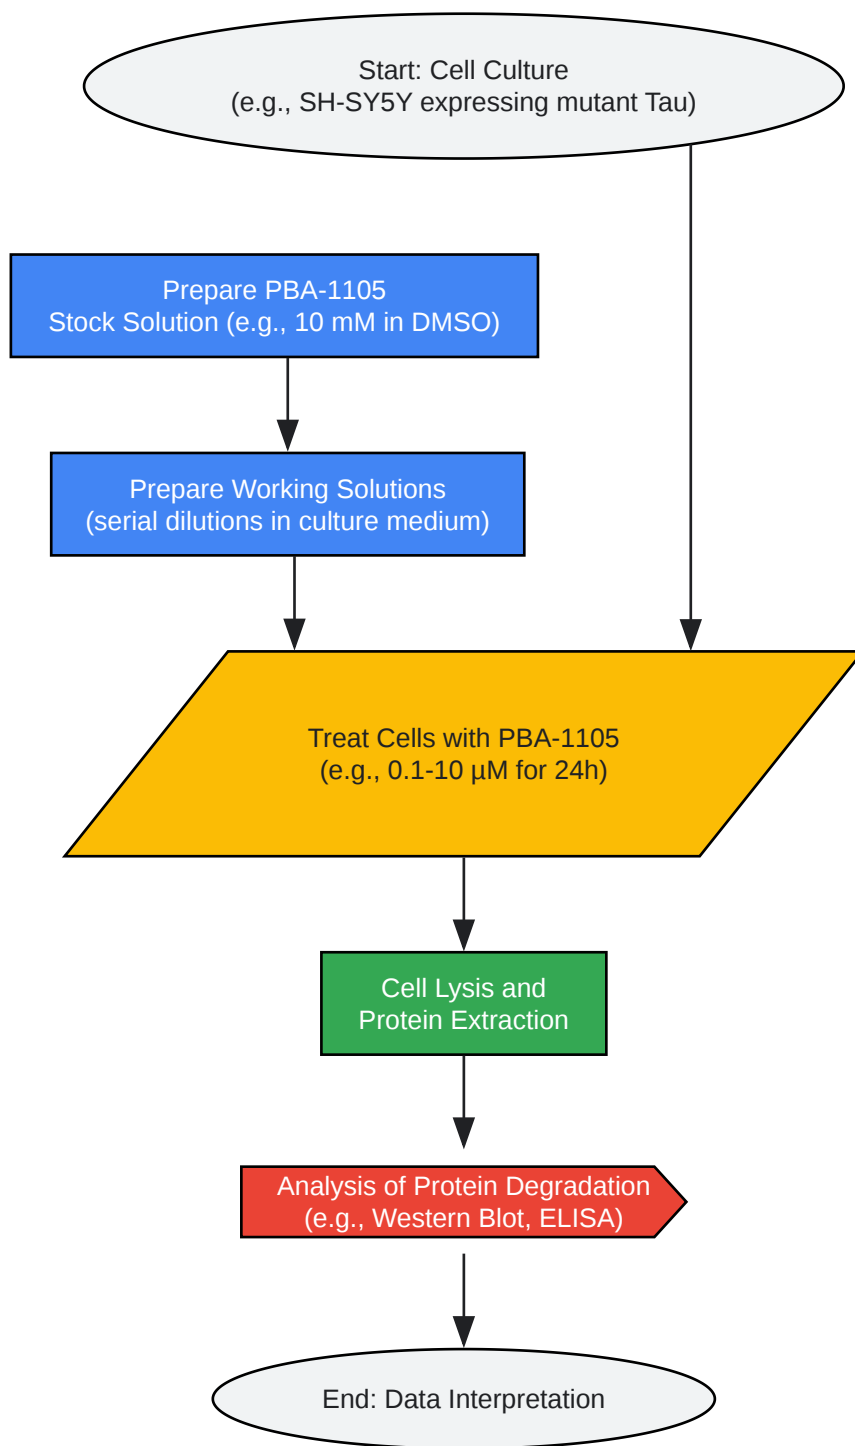 Start: Cell Culture
(e.g., SH-SY5Y expressing mutant Tau)
Prepare PBA-1105
Stock Solution (e.g., 10 mM in DMSO)
Prepare Working Solutions
(serial dilutions in culture medium)
Treat Cells with PBA-1105
(e.g., 0.1-10 µM for 24h)
Cell Lysis and
Protein Extraction
Analysis of Protein Degradation
(e.g., Western Blot, ELISA)
End: Data Interpretation